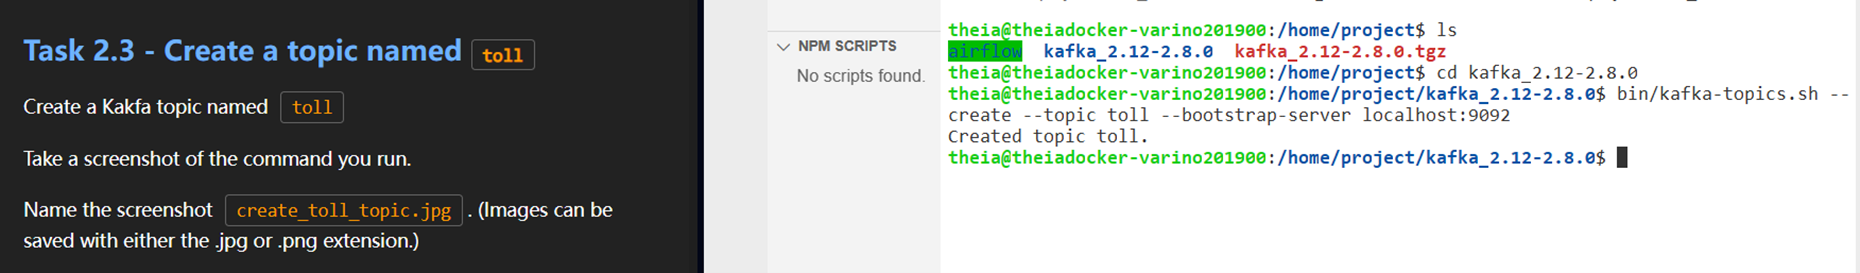 Task 2.3 - Create a topic named toll
Create a Kakfa topic named toll
Take a screenshot of the command you run.
Name the screenshot create_toll_topic.jpg . (Images can be
saved with either the .jpg or .png extension.)
NPM SCRIPTS
No scripts found.
theia@theiadocker-varino201900:/home/project$ ls
airflow kafka_2.12-2.8.0 kafka_2.12-2.8.0.tgz
theia@theiadocker-varino201900:/home/project$ cd kafka_2.12-2.8.0
theia@theiadocker-varino201900:/home/project/kafka_2.12-2.8.0$ bin/kafka-topics.sh --
create --topic toll --bootstrap-server localhost:9092
Created topic toll.
theia@theiadocker-varino201900:/home/project/kafka_2.12-2.8.0$